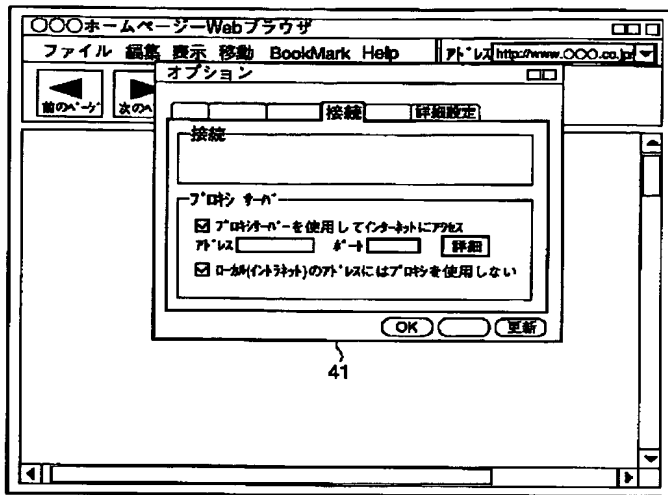 ○○○ホームページーWebブラウザ
ファイル 編集 表示 移動 BookMark Help ｱﾄﾞﾚｽ http://www.○○○.co.jp/
オプション
前のﾍﾟｰｼﾞ 次のﾍ
接続 詳細設定
接続
ﾌﾟﾛｷｼ ｻｰﾊﾞｰ
ﾌﾟﾛｷｼｻｰﾊﾞｰを使用してｲﾝﾀｰﾈｯﾄにｱｸｾｽ
ｱﾄﾞﾚｽ ﾎﾟｰﾄ 詳細
ﾛｰｶﾙ(ｲﾝﾄﾗﾈｯﾄ)のｱﾄﾞﾚｽにはﾌﾟﾛｷｼを使用しない
OK 更新
41